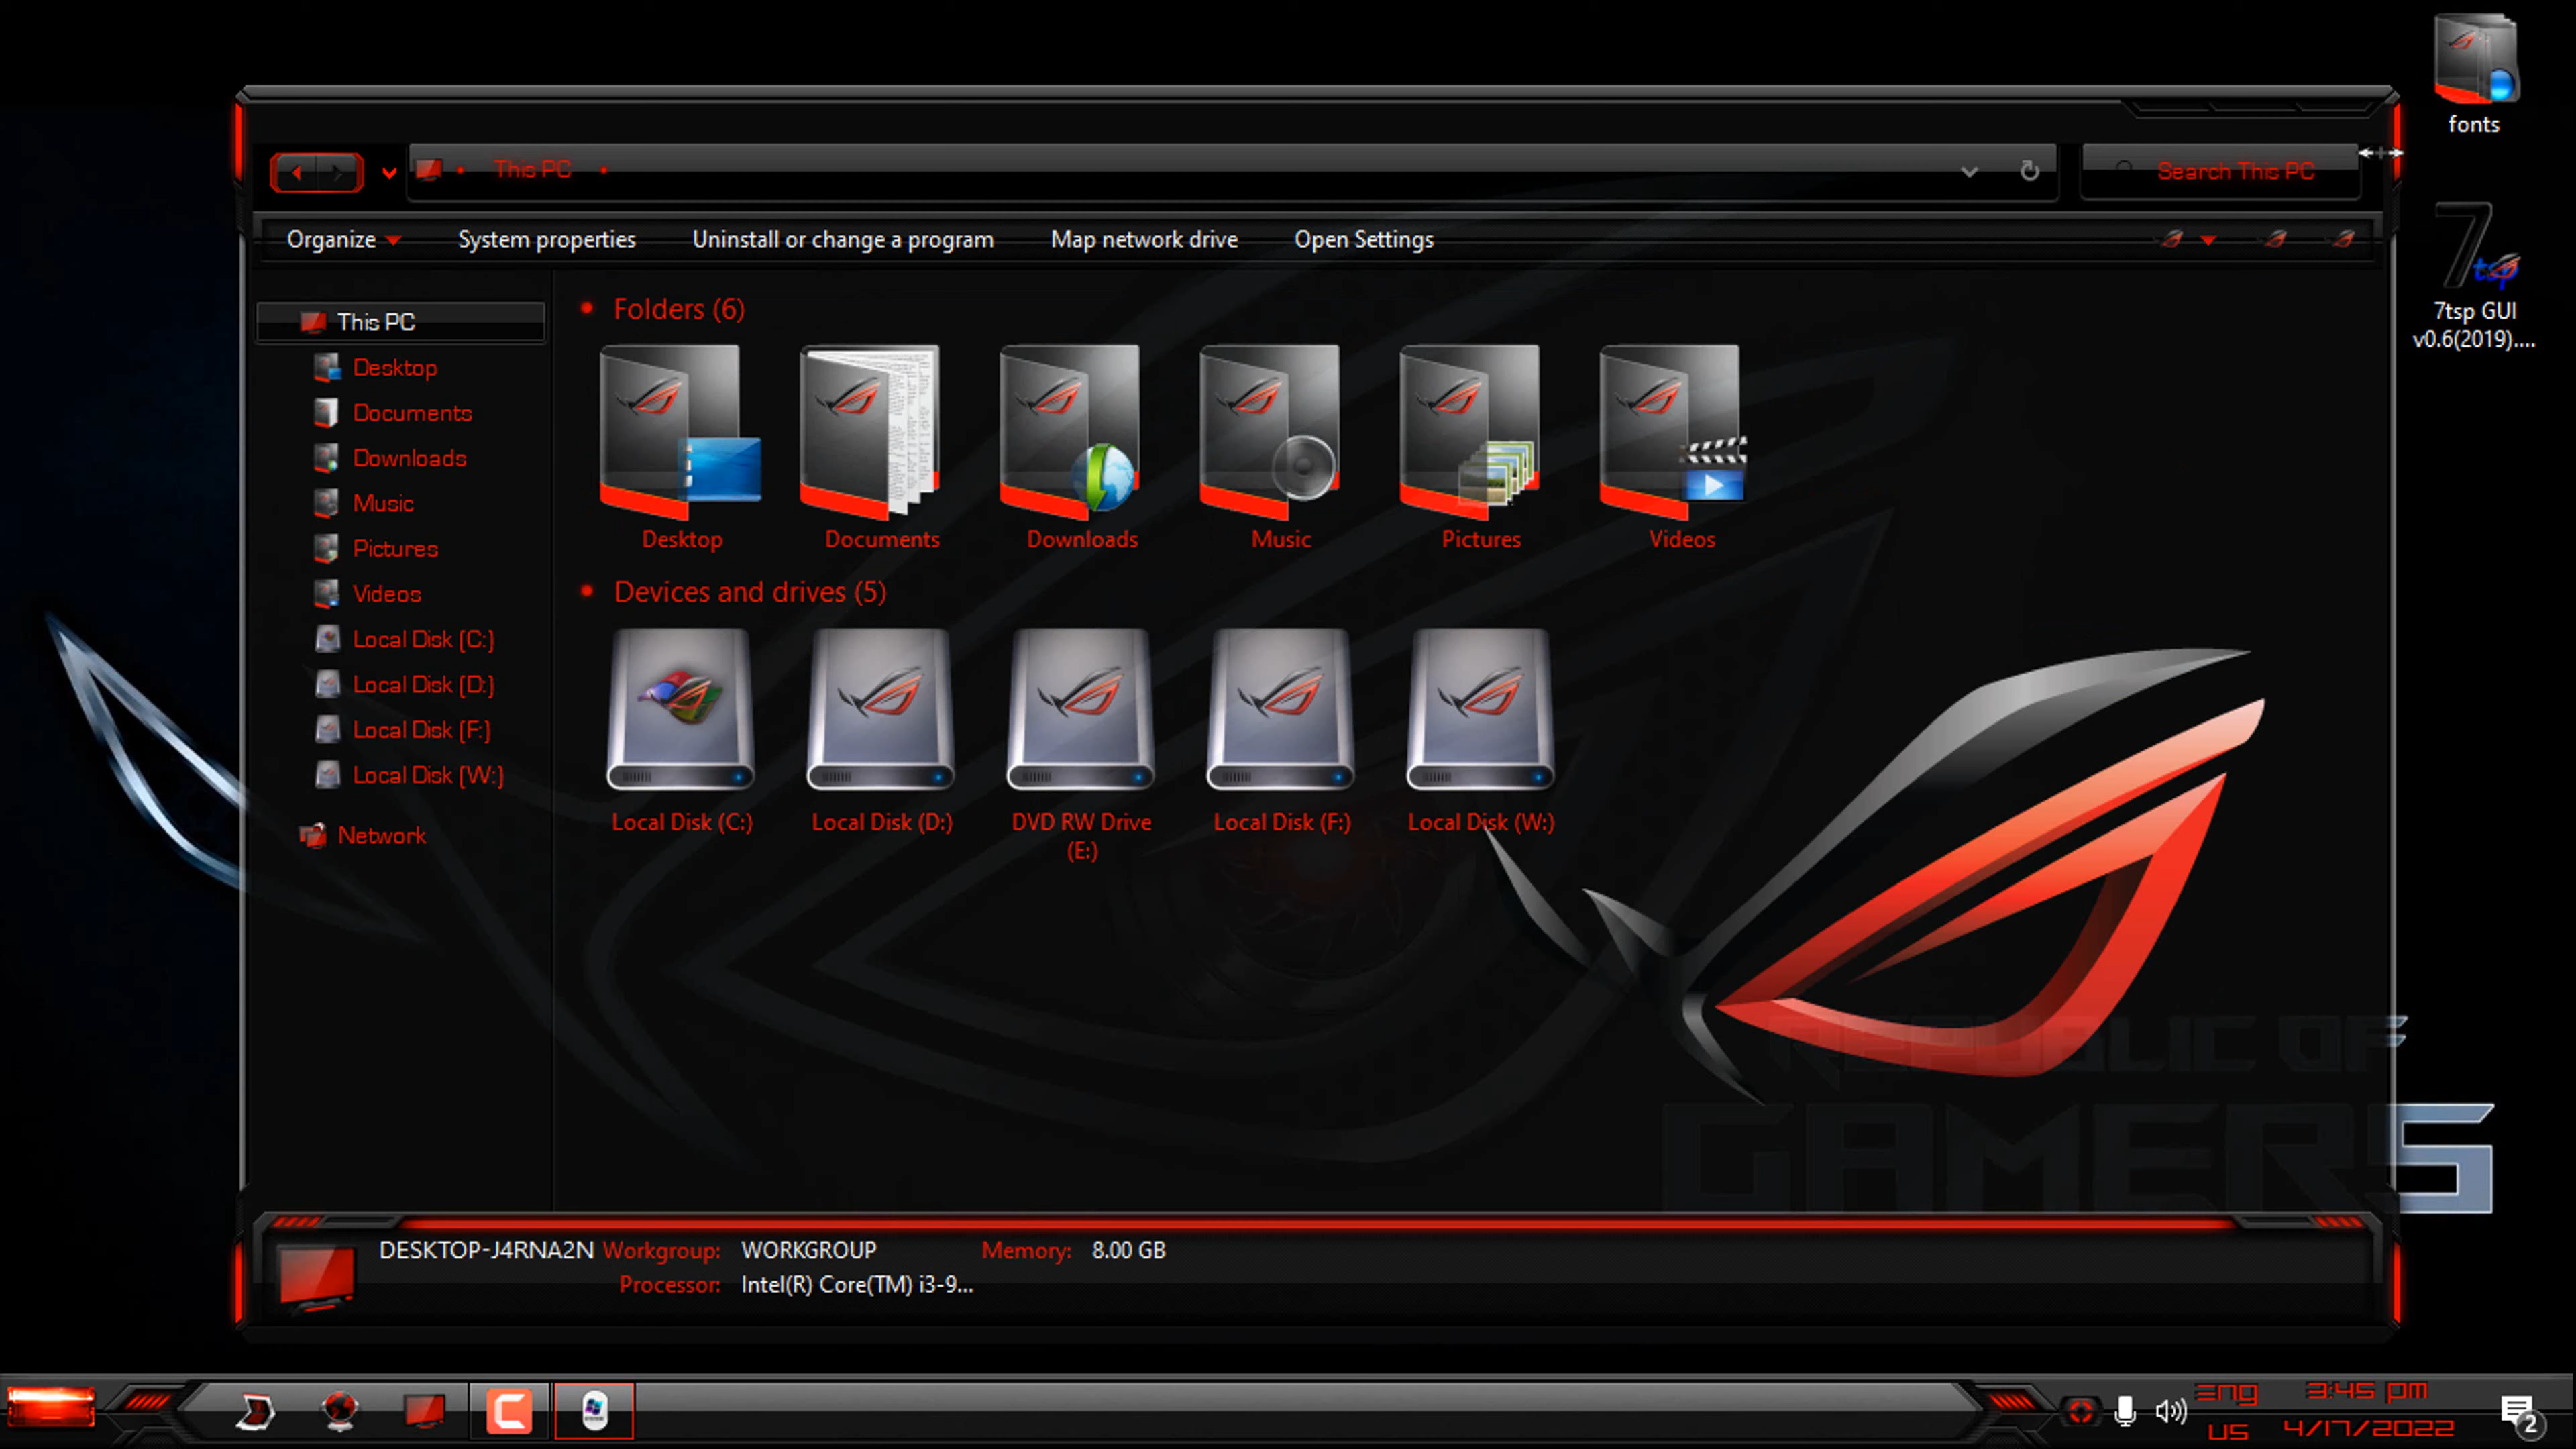 fonts
This PC
Search This PC
Organize System properties Uninstall or change a program Map network drive Open Settings
7tsp GUI
v0.6(2019)....
This PC
Desktop
Documents
Downloads
Music
Pictures
Videos
Local Disk (C:)
Local Disk (D:)
Local Disk (F:)
Local Disk (W:)
Network
Folders (6)
Desktop Documents Downloads Music Pictures Videos
Devices and drives (5)
Local Disk (C:) Local Disk (D:) DVD RW Drive (E:) Local Disk (F:) Local Disk (W:)
REPUBLIC OF
GAMERS
DESKTOP-J4RNA2N Workgroup: WORKGROUP Memory: 8.00 GB
Processor: Intel(R) Core(TM) i3-9...
Eng 3:45 pm
US 4/17/2022
2